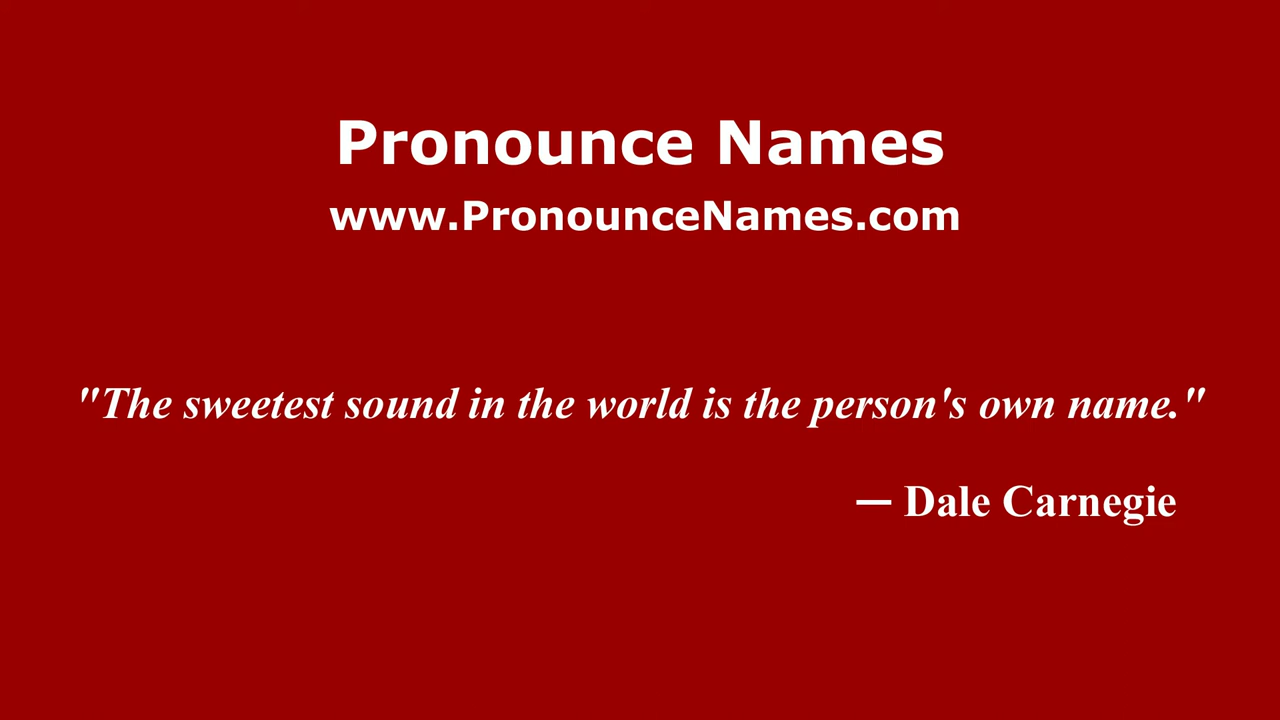 Pronounce Names
www.PronounceNames.com
"The sweetest sound in the world is the person's own name."
— Dale Carnegie